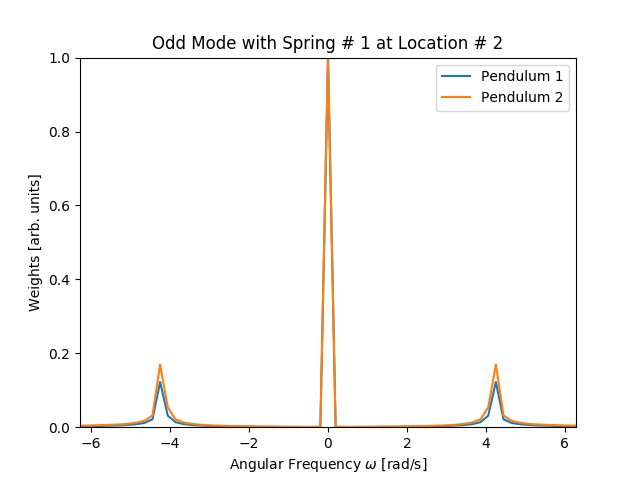 Odd Mode with Spring # 1 at Location # 2
Pendulum 1
Pendulum 2
Weights [arb. units]
1.0
0.8
0.6
0.4
0.2
0.0
−6 −4 −2 0 2 4 6
Angular Frequency ω [rad/s]